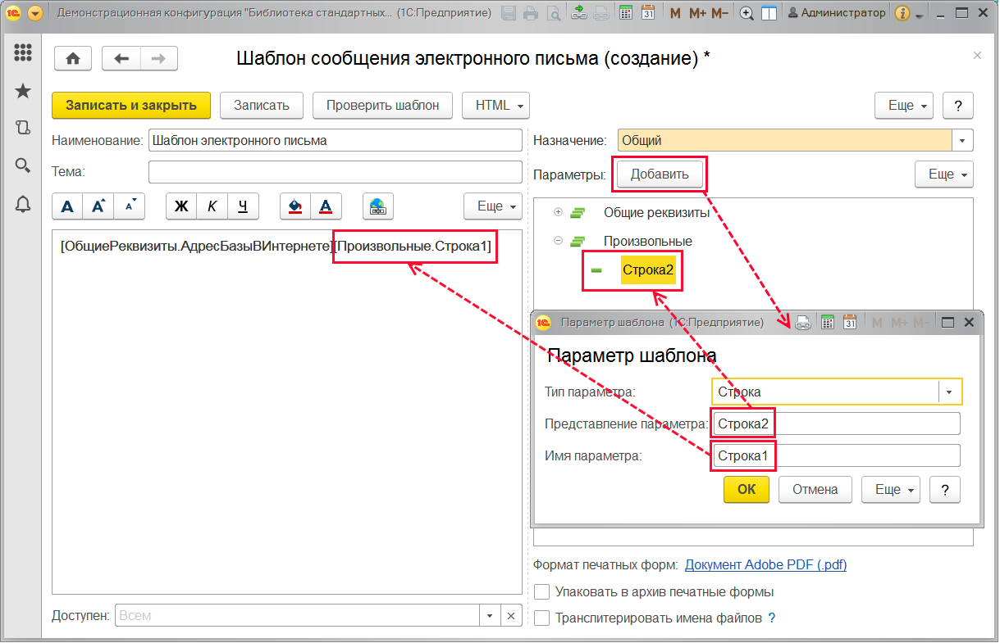 Демонстрационная конфигурация "Библиотека стандартных... (1С:Предприятие)
31
M M+ M-
Администратор
Шаблон сообщения электронного письма (создание) *
Записать и закрыть
Записать
Проверить шаблон
HTML
Еще
?
Наименование:
Шаблон электронного письма
Назначение:
Общий
Тема:
Параметры:
Добавить
Еще
А А А Ж К Ч А
Еще
Общие реквизиты
Произвольные
Строка2
[ОбщиеРеквизиты.АдресБазыВИнтернете][Произвольные.Строка1]
Параметр шаблона (1С:Предприятие)
31
M M+ M-
Параметр шаблона
Тип параметра:
Строка
Представление параметра:
Строка2
Имя параметра:
Строка1
ОК
Отмена
Еще
?
Формат печатных форм: Документ Adobe PDF (.pdf)
Упаковать в архив печатные формы
Транслитерировать имена файлов ?
Доступен:
Всем